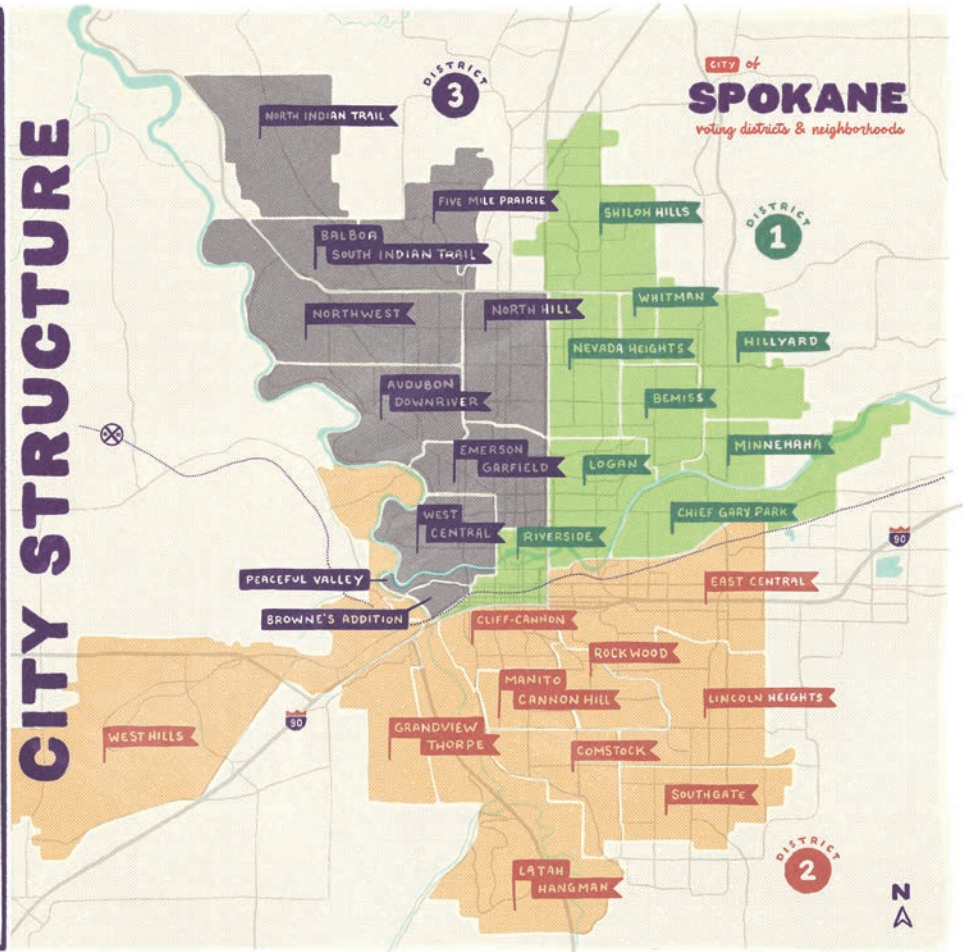 CITY STRUCTURE
CITY of
SPOKANE
voting districts & neighborhoods
DISTRICT
3
NORTH INDIAN TRAIL
FIVE MILE PRAIRIE
BALBOA
SOUTH INDIAN TRAIL
NORTHWEST
NORTH HILL
AUDUBON
DOWNRIVER
EMERSON
GARFIELD
WEST
CENTRAL
PEACEFUL VALLEY
BROWNE'S ADDITION
DISTRICT
1
SHILOH HILLS
WHITMAN
NEVADA HEIGHTS
HILLYARD
BEMISS
MINNEHAHA
LOGAN
CHIEF GARY PARK
RIVERSIDE
90
EAST CENTRAL
CLIFF-CANNON
ROCKWOOD
MANITO
CANNON HILL
LINCOLN HEIGHTS
90
WEST HILLS
GRANDVIEW
THORPE
COMSTOCK
SOUTHGATE
LATAH
HANGMAN
DISTRICT
2
N